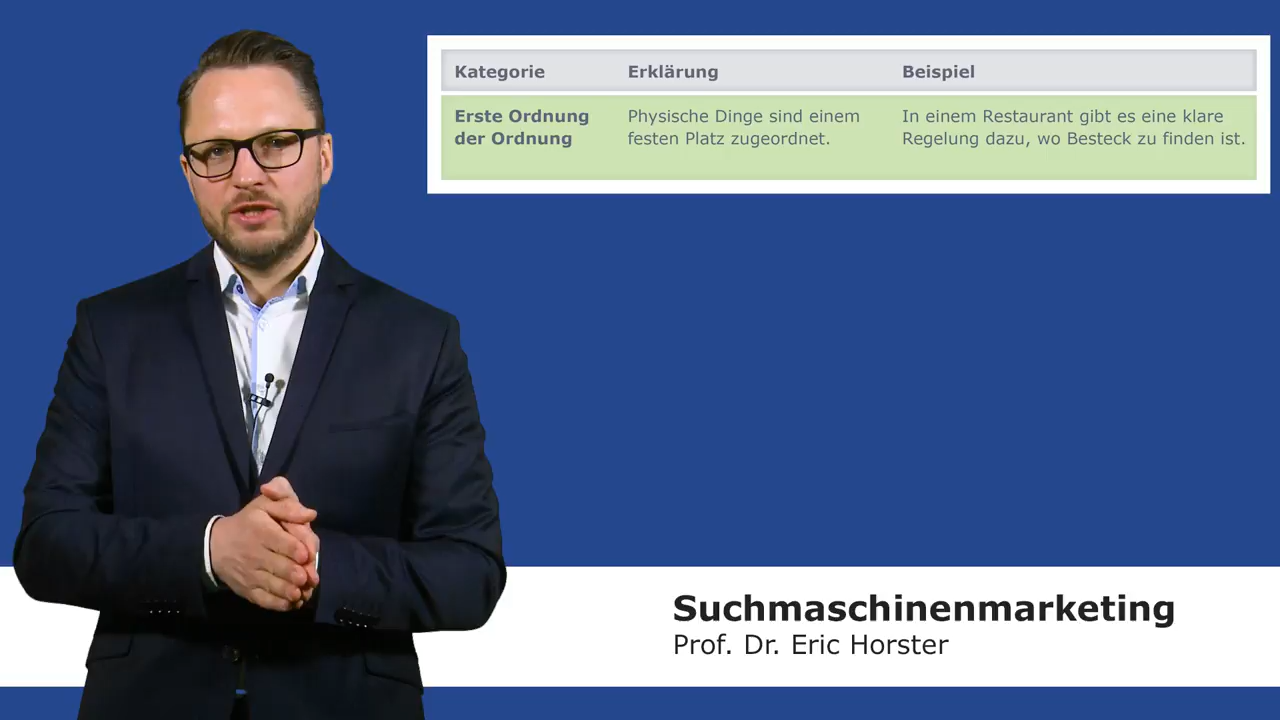 Kategorie Erklärung Beispiel
Erste Ordnung Physische Dinge sind einem In einem Restaurant gibt es eine klare
der Ordnung festen Platz zugeordnet. Regelung dazu, wo Besteck zu finden ist.
Suchmaschinenmarketing
Prof. Dr. Eric Horster